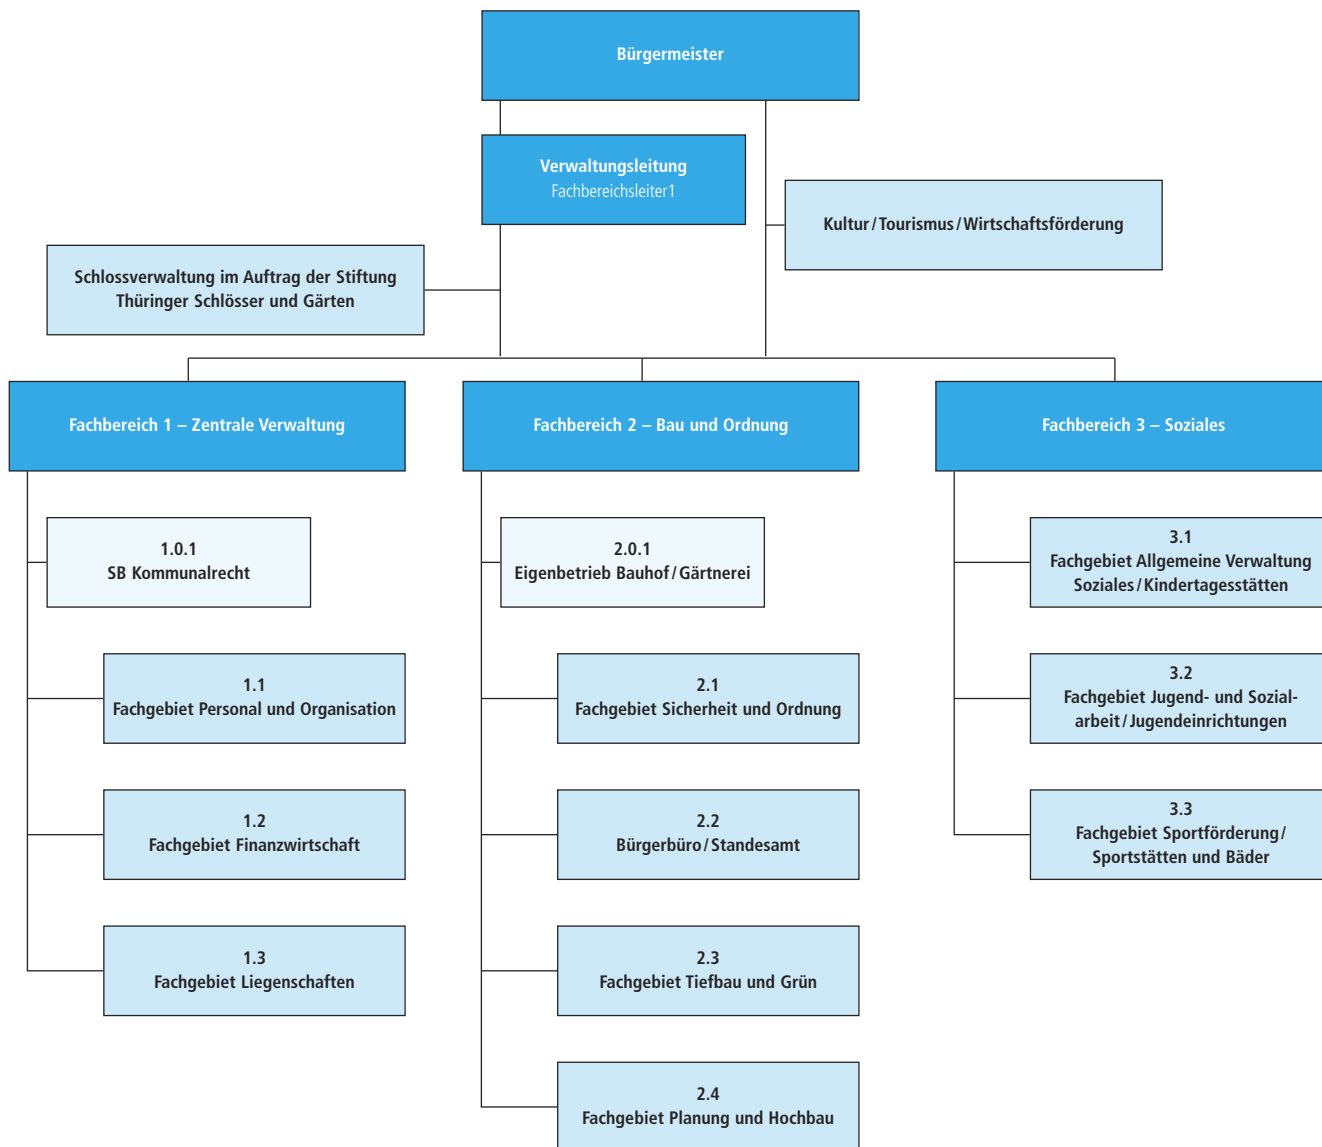 Bürgermeister
Verwaltungsleitung
Fachbereichsleiter1
Kultur/Tourismus/Wirtschaftsförderung
Schlossverwaltung im Auftrag der Stiftung
Thüringer Schlösser und Gärten
Fachbereich 1 – Zentrale Verwaltung
Fachbereich 2 – Bau und Ordnung
Fachbereich 3 – Soziales
1.0.1
SB Kommunalrecht
1.1
Fachgebiet Personal und Organisation
1.2
Fachgebiet Finanzwirtschaft
1.3
Fachgebiet Liegenschaften
2.0.1
Eigenbetrieb Bauhof/Gärtnerei
2.1
Fachgebiet Sicherheit und Ordnung
2.2
Bürgerbüro/Standesamt
2.3
Fachgebiet Tiefbau und Grün
2.4
Fachgebiet Planung und Hochbau
3.1
Fachgebiet Allgemeine Verwaltung
Soziales/Kindertagesstätten
3.2
Fachgebiet Jugend- und Sozial-
arbeit/Jugendeinrichtungen
3.3
Fachgebiet Sportförderung/
Sportstätten und Bäder